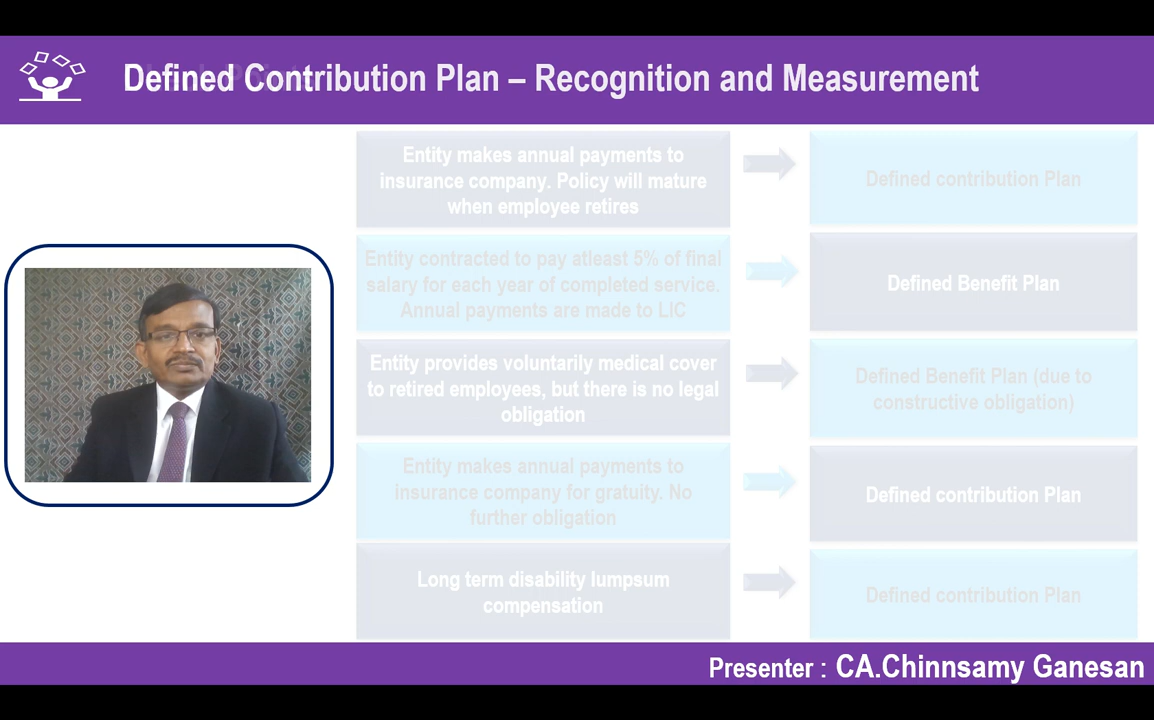 Defined Contribution Plan – Recognition and Measurement
Entity makes annual payments to
insurance company. Policy will mature
when employee retires
Defined contribution Plan
Entity contracted to pay atleast 5% of final
salary for each year of completed service.
Annual payments are made to LIC
Defined Benefit Plan
Entity provides voluntarily medical cover
to retired employees, but there is no legal
obligation
Defined Benefit Plan (due to
constructive obligation)
Entity makes annual payments to
insurance company for gratuity. No
further obligation
Defined contribution Plan
Long term disability lumpsum
compensation
Defined contribution Plan
Presenter : CA.Chinnsamy Ganesan